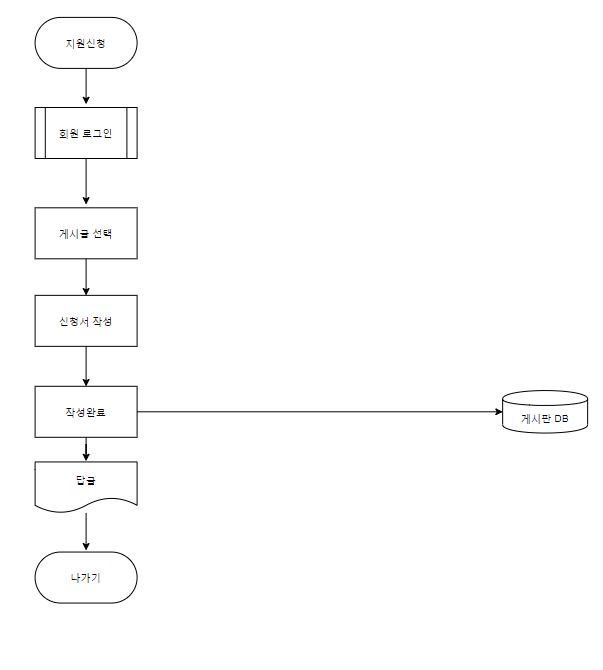 지원신청
회원 로그인
게시글 선택
신청서 작성
작성완료
게시판 DB
답글
나가기